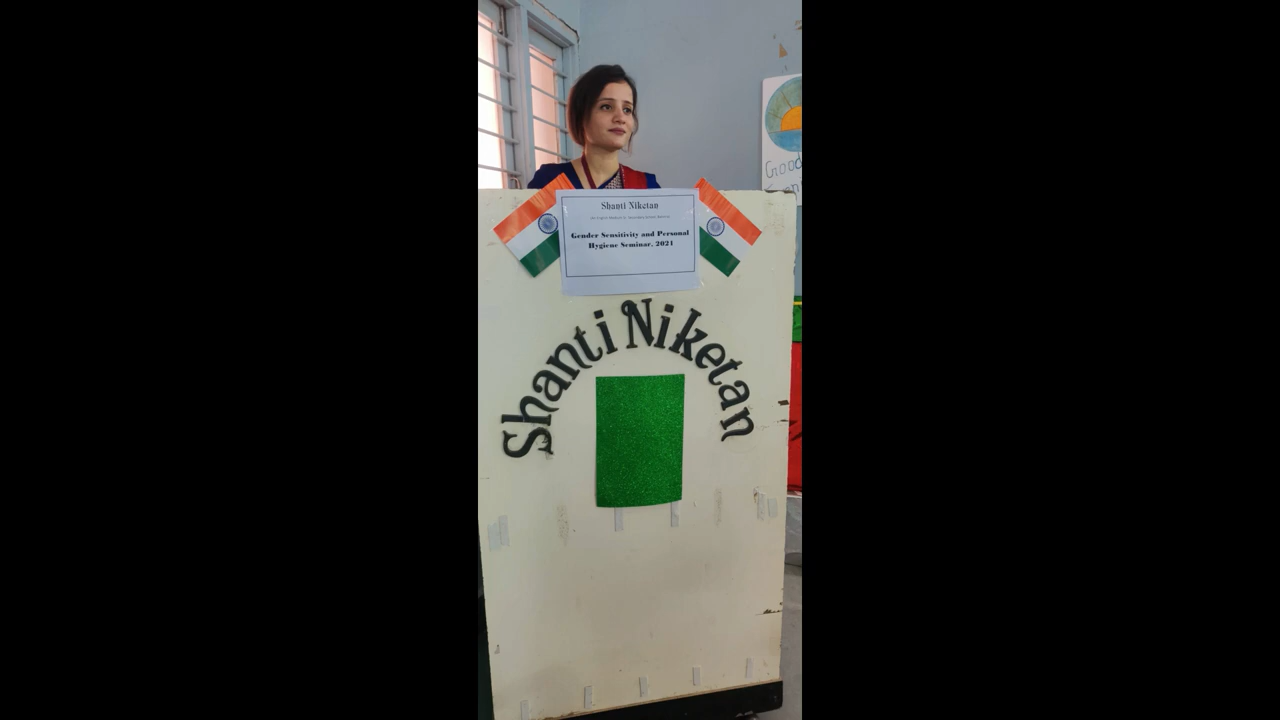 Good
Shanti Niketan
Gender Sensitivity and Personal
Hygiene Seminar, 2021
Shanti Niketan